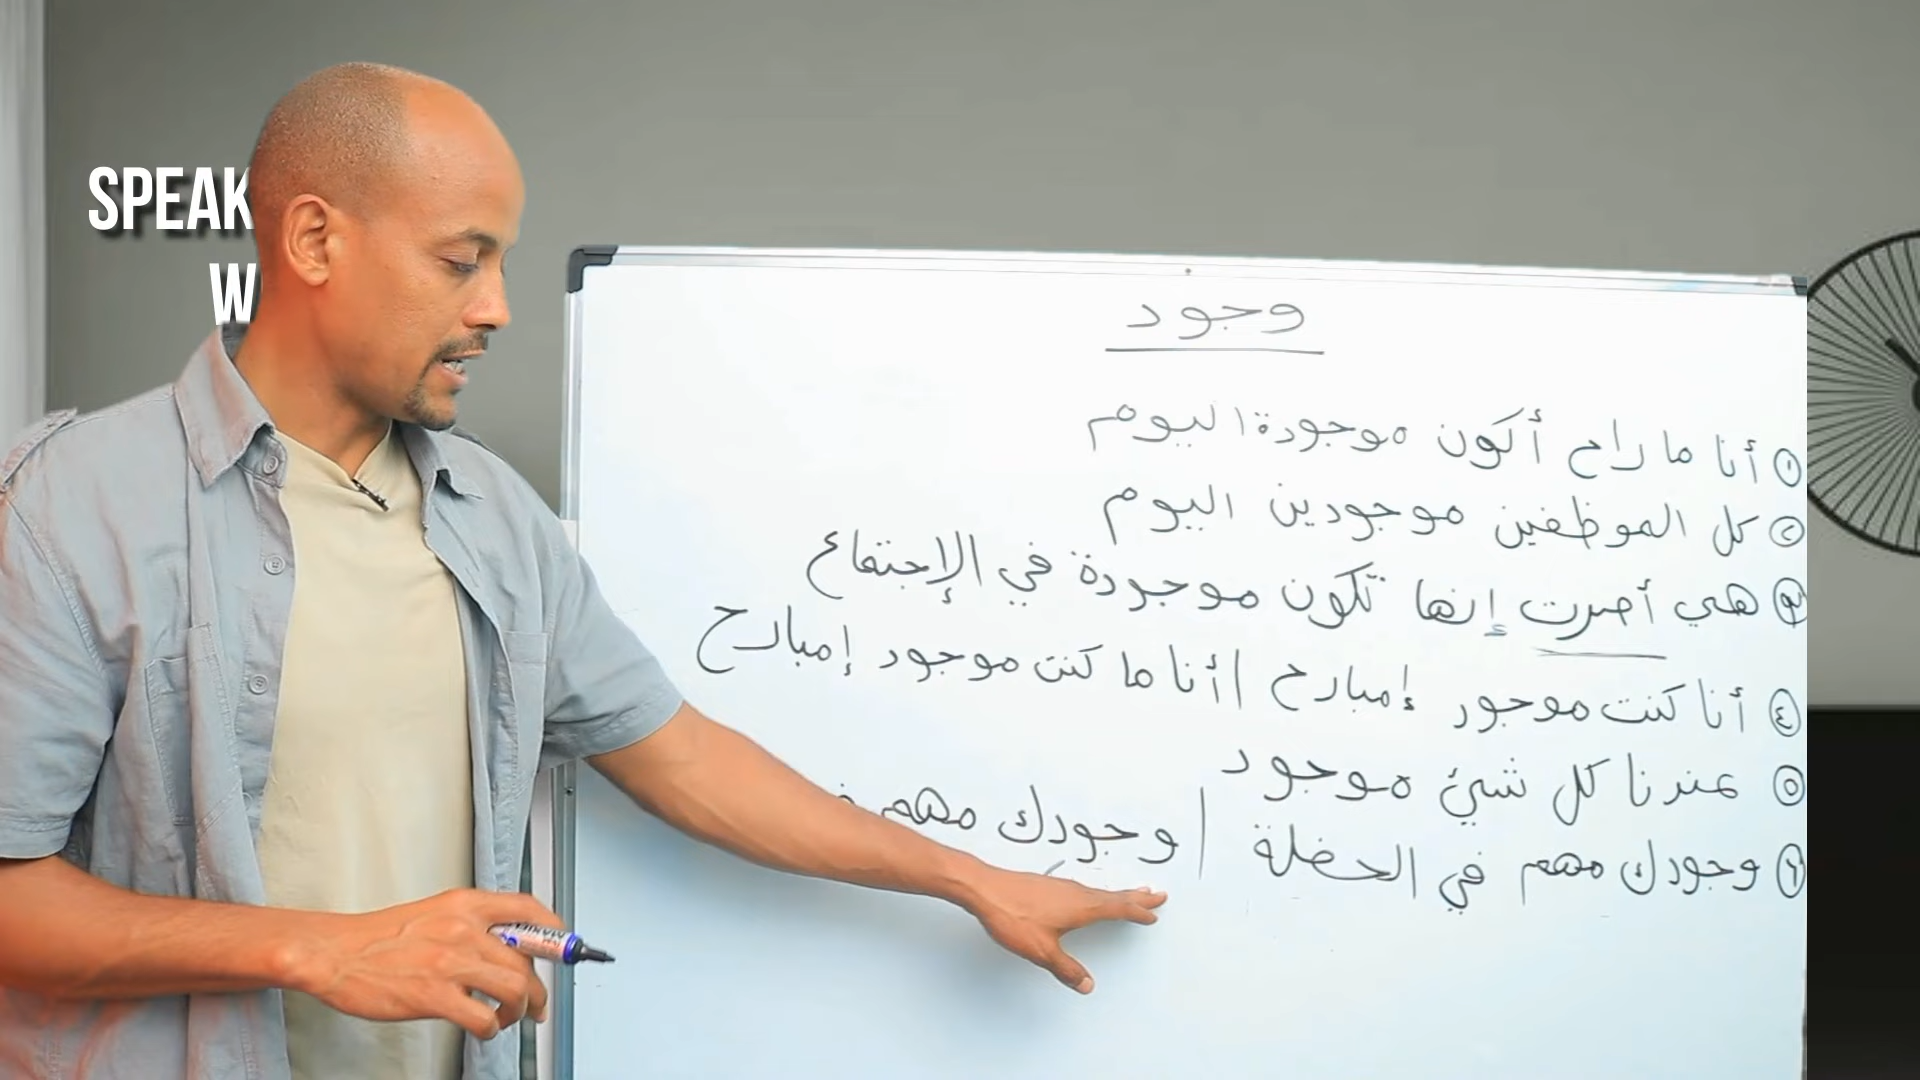 SPEAK
W
وجود
١ أنا ما راح أكون موجودة اليوم
٢ كل الموظفين موجودين اليوم
٣ هي أصرت إنها تكون موجودة في الإجتماع
٤ أنا كنت موجود إمبارح | أنا ما كنت موجود إمبارح
٥ عندنا كل شيئ موجود
٦ وجودك مهم في الحفلة | وجودك مهم